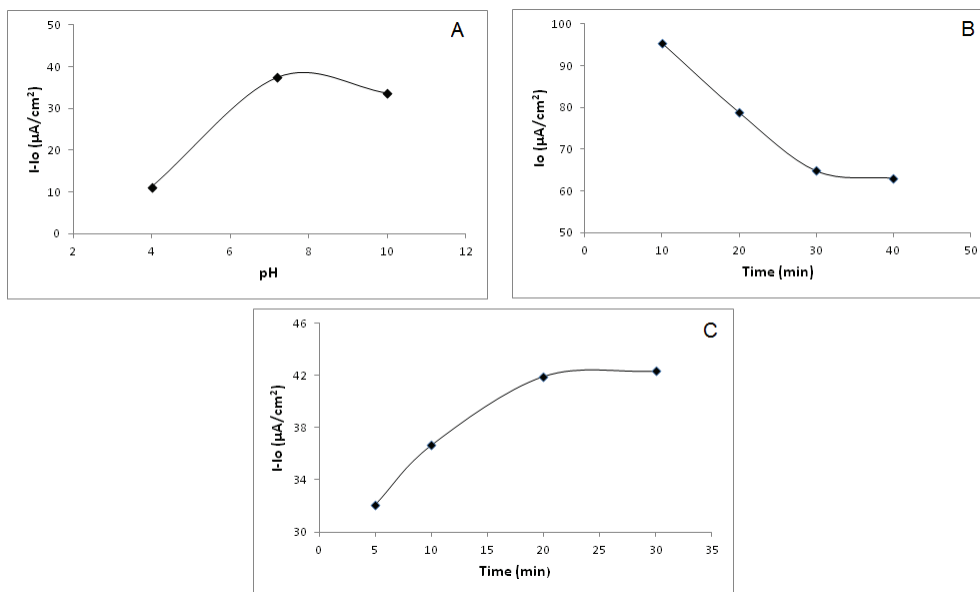 A
50
40
30
20
10
0
I-Io (µA/cm²)
2 4 6 8 10 12
pH
B
100
90
80
70
60
50
Io (µA/cm²)
0 10 20 30 40 50
Time (min)
C
46
42
38
34
30
I-Io (µA/cm²)
0 5 10 15 20 25 30 35
Time (min)